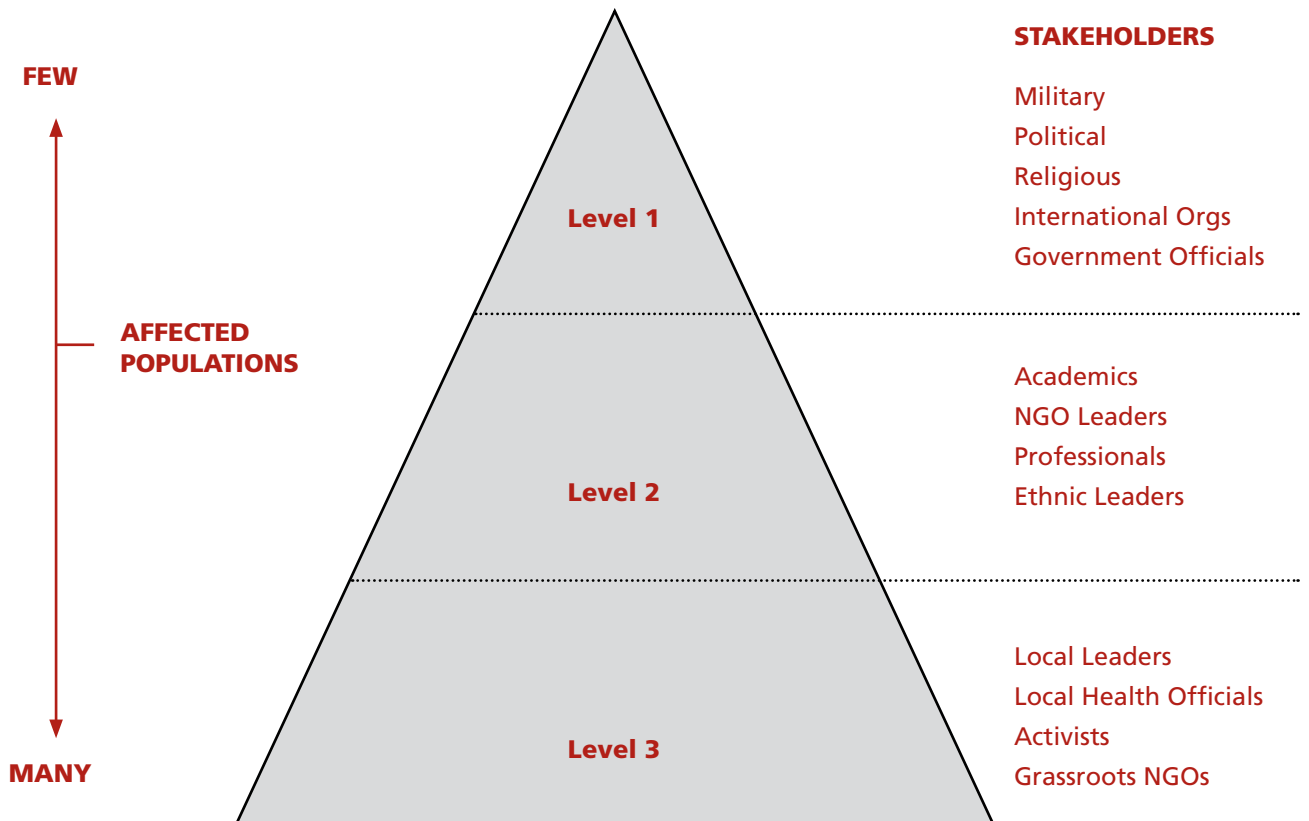 FEW
AFFECTED
POPULATIONS
MANY
Level 1
Level 2
Level 3
STAKEHOLDERS
Military
Political
Religious
International Orgs
Government Officials
Academics
NGO Leaders
Professionals
Ethnic Leaders
Local Leaders
Local Health Officials
Activists
Grassroots NGOs